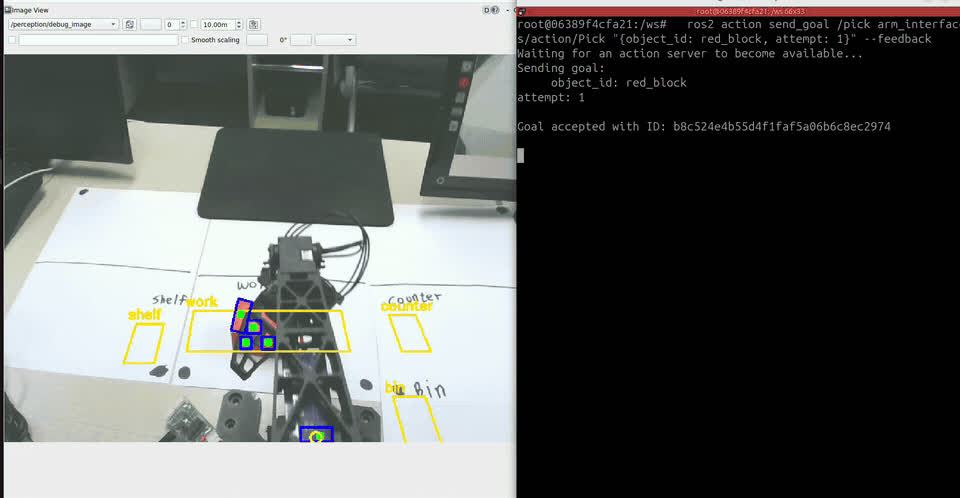 Image View
/perception/debug_image
0
10.00m
Smooth scaling
0°
shelf
work
counter
shelf
work
counter
bin
Bin
root@06389f4cfa21: /ws 66x33
root@06389f4cfa21:/ws#   ros2 action send_goal /pick arm_interface
s/action/Pick "{object_id: red_block, attempt: 1}" --feedback
Waiting for an action server to become available...
Sending goal:
     object_id: red_block
attempt: 1

Goal accepted with ID: b8c524e4b55d4f1faf5a06b6c8ec2974